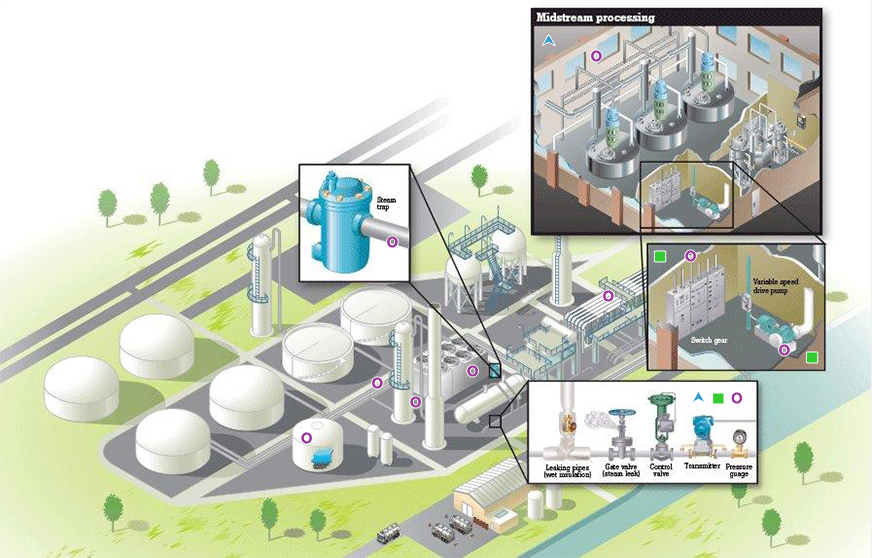 Midstream processing
Steam
trap
Variable speed
drive pump
Switch gear
Leaking pipes
(wet insulation)
Gate valve
(steam leak)
Control
valve
Transmitter
Pressure
guage